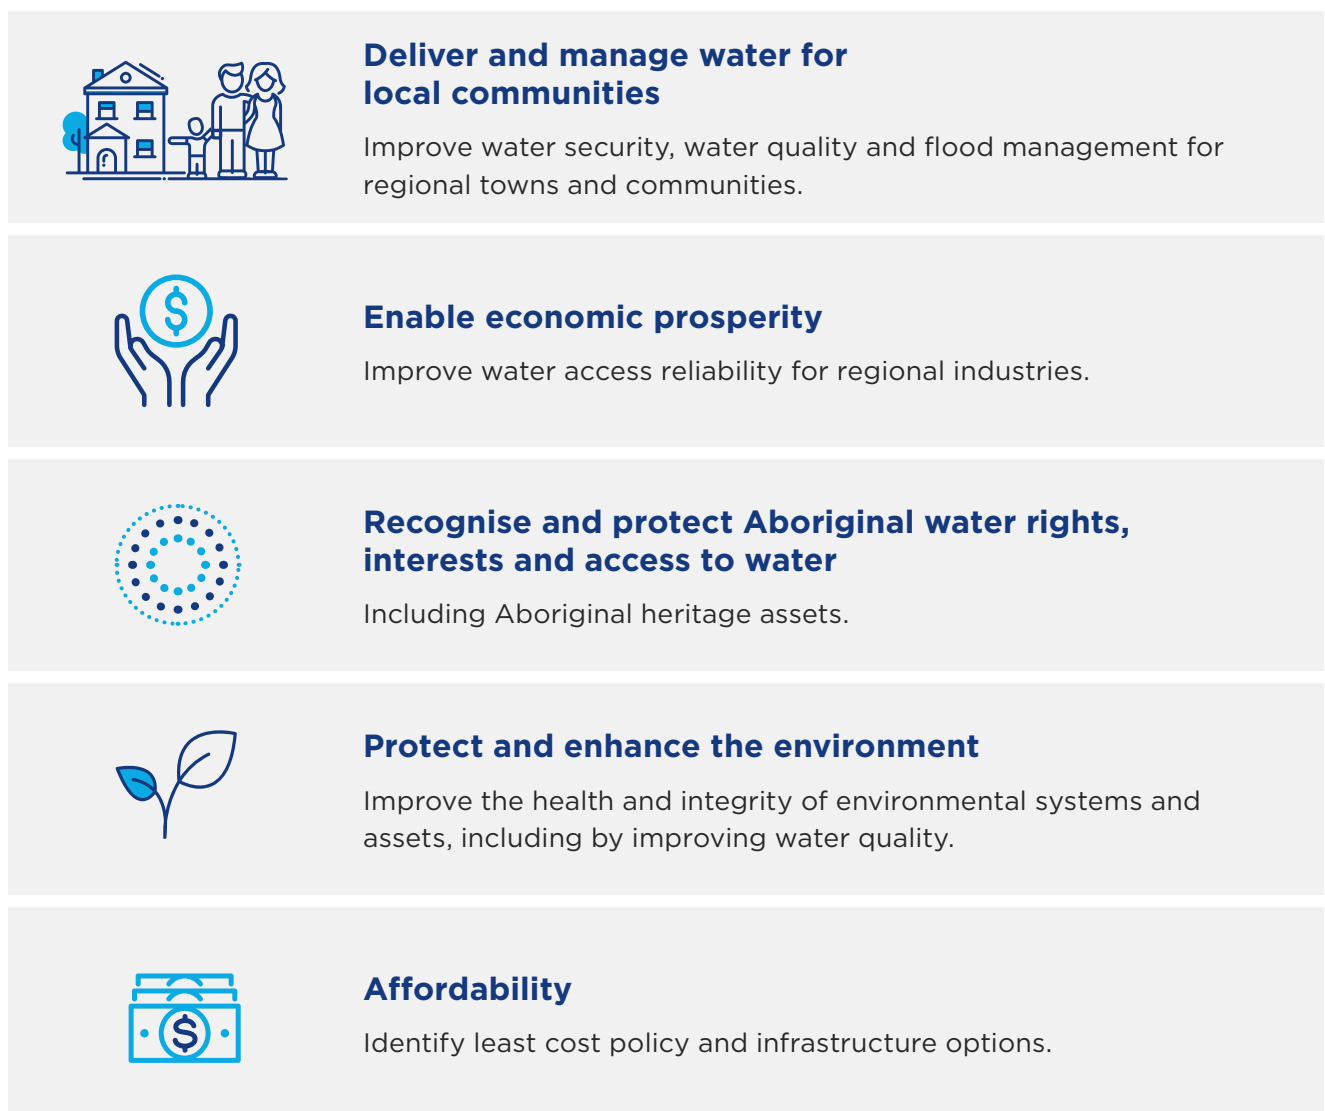 Deliver and manage water for
local communities
Improve water security, water quality and flood management for
regional towns and communities.
$
Enable economic prosperity
Improve water access reliability for regional industries.
Recognise and protect Aboriginal water rights,
interests and access to water
Including Aboriginal heritage assets.
Protect and enhance the environment
Improve the health and integrity of environmental systems and
assets, including by improving water quality.
$
Affordability
Identify least cost policy and infrastructure options.